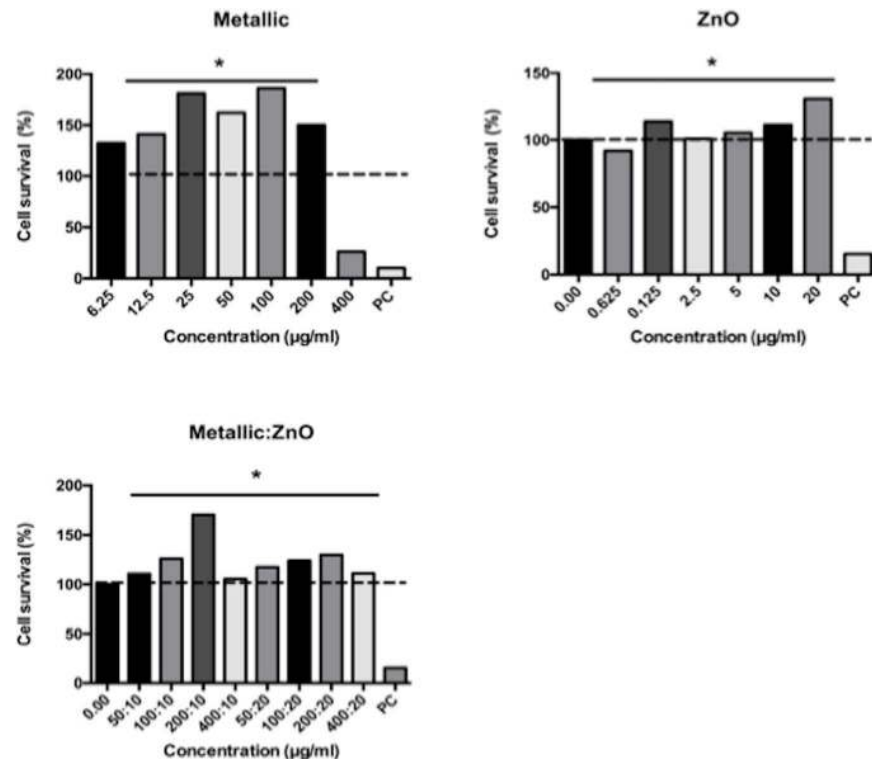 Metallic
*
200
150
100
50
0
Cell survival (%)
6.25 12.5 25 50 100 200 400 PC
Concentration (µg/ml)
ZnO
*
150
100
50
0
Cell survival (%)
0.00 0.625 0.125 2.5 5 10 20 PC
Concentration (µg/ml)
Metallic:ZnO
*
200
150
100
50
0
Cell survival (%)
0.00 50:10 100:10 200:10 400:10 50:20 100:20 200:20 400:20 PC
Concentration (µg/ml)